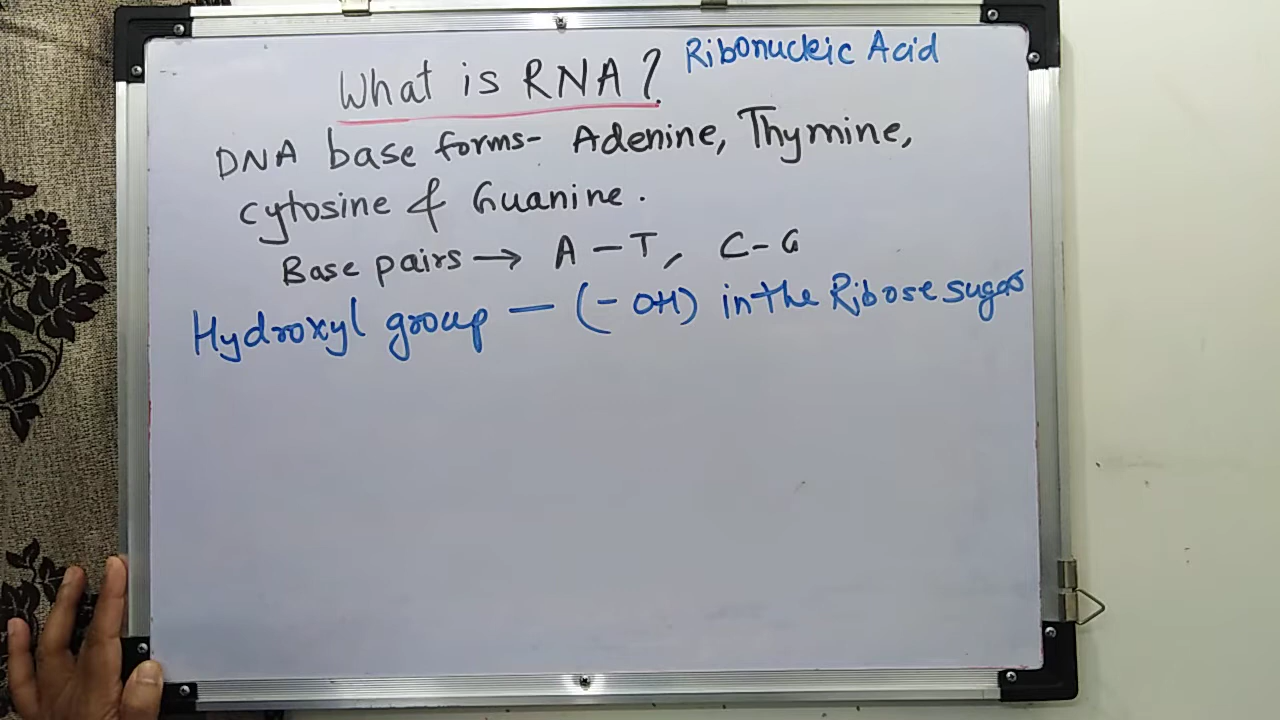 What is RNA? Ribonucleic Acid
DNA base forms- Adenine, Thymine,
cytosine & Guanine.
Base pairs → A-T, C-G
Hydroxyl group - (-OH) in the Ribose sugar